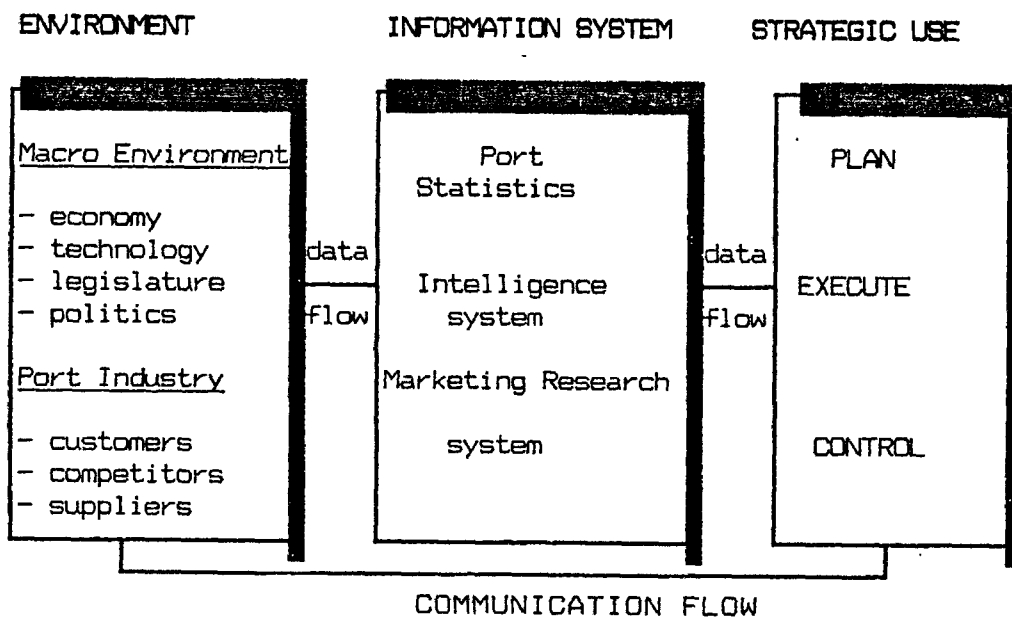 ENVIRONMENT
INFORMATION SYSTEM
STRATEGIC USE
Macro Environment
- economy
- technology
- legislature
- politics
Port Industry
- customers
- competitors
- suppliers
data
flow
Port
Statistics
Intelligence
system
Marketing Research
system
data
flow
PLAN
EXECUTE
CONTROL
COMMUNICATION FLOW